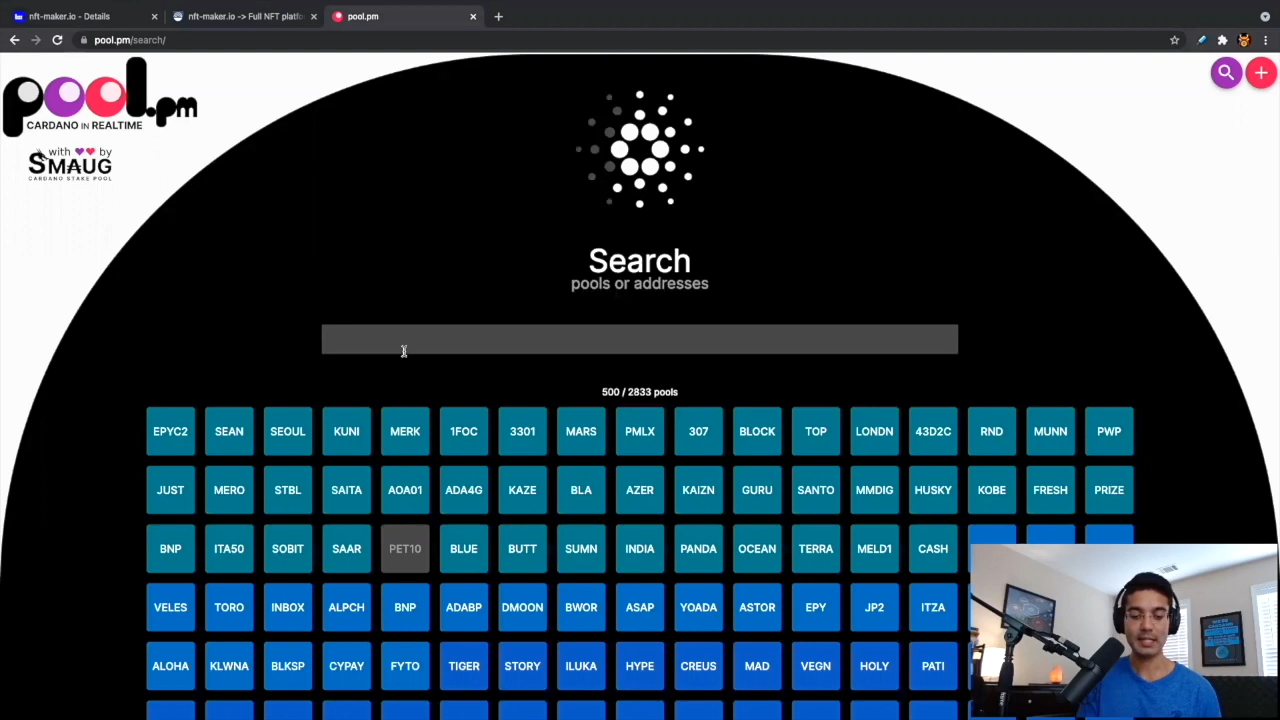 nft-maker.io - Details
nft-maker.io -> Full NFT platfo
pool.pm
pool.pm/search/
pool.pm
CARDANO IN REALTIME
with by
SMAUG
CARDANO STAKE POOL
Search
pools or addresses
500 / 2833 pools
EPYC2 SEAN SEOUL KUNI MERK 1FOC 3301 MARS PMLX 307 BLOCK TOP LONDN 43D2C RND MUNN PWP
JUST MERO STBL SAITA AOA01 ADA4G KAZE BLA AZER KAIZN GURU SANTO MMDIG HUSKY KOBE FRESH PRIZE
BNP ITA50 SOBIT SAAR PET10 BLUE BUTT SUMN INDIA PANDA OCEAN TERRA MELD1 CASH
VELES TORO INBOX ALPCH BNP ADABP DMOON BWOR ASAP YOADA ASTOR EPY JP2 ITZA
ALOHA KLWNA BLKSP CYPAY FYTO TIGER STORY ILUKA HYPE CREUS MAD VEGN HOLY PATI